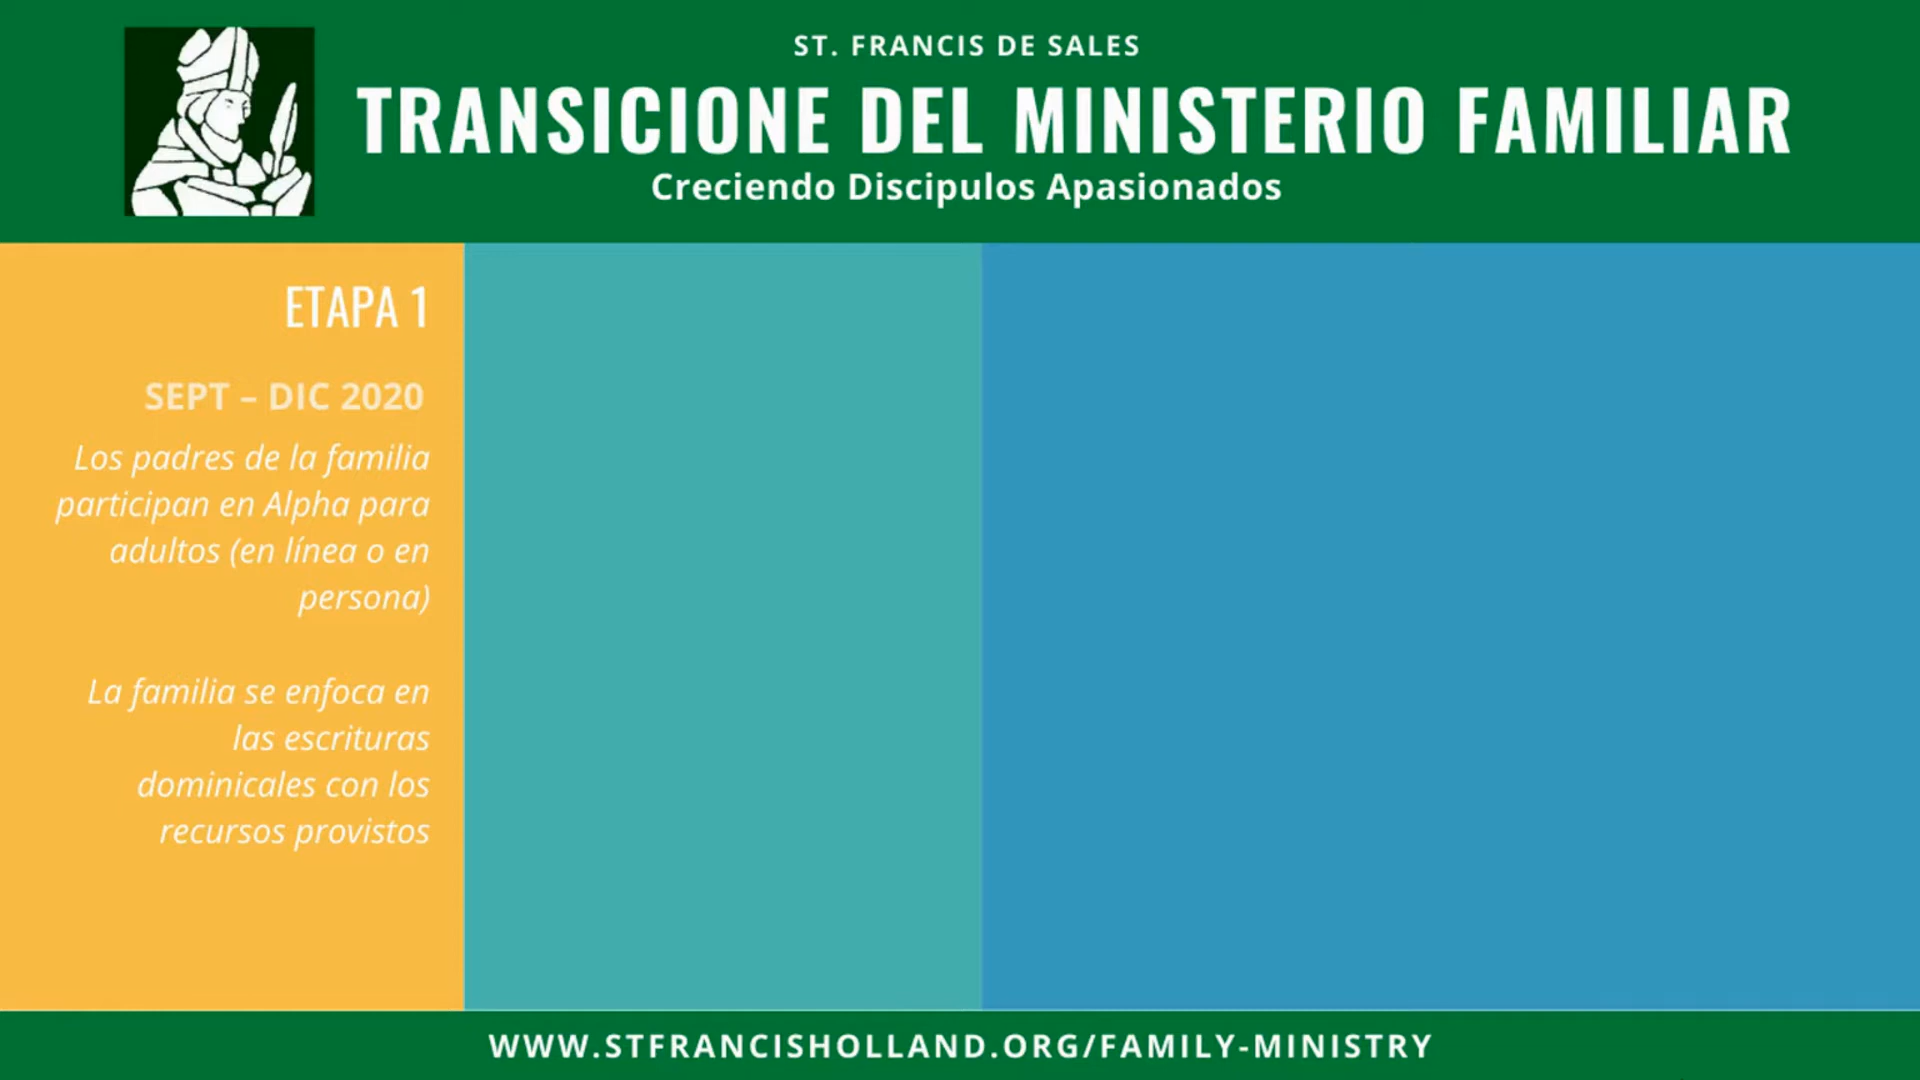 ST. FRANCIS DE SALES
TRANSICIONE DEL MINISTERIO FAMILIAR
Creciendo Discipulos Apasionados
ETAPA 1
SEPT – DIC 2020
Los padres de la familia
participan en Alpha para
adultos (en línea o en
persona)
La familia se enfoca en
las escrituras
dominicales con los
recursos provistos
WWW.STFRANCISHOLLAND.ORG/FAMILY-MINISTRY